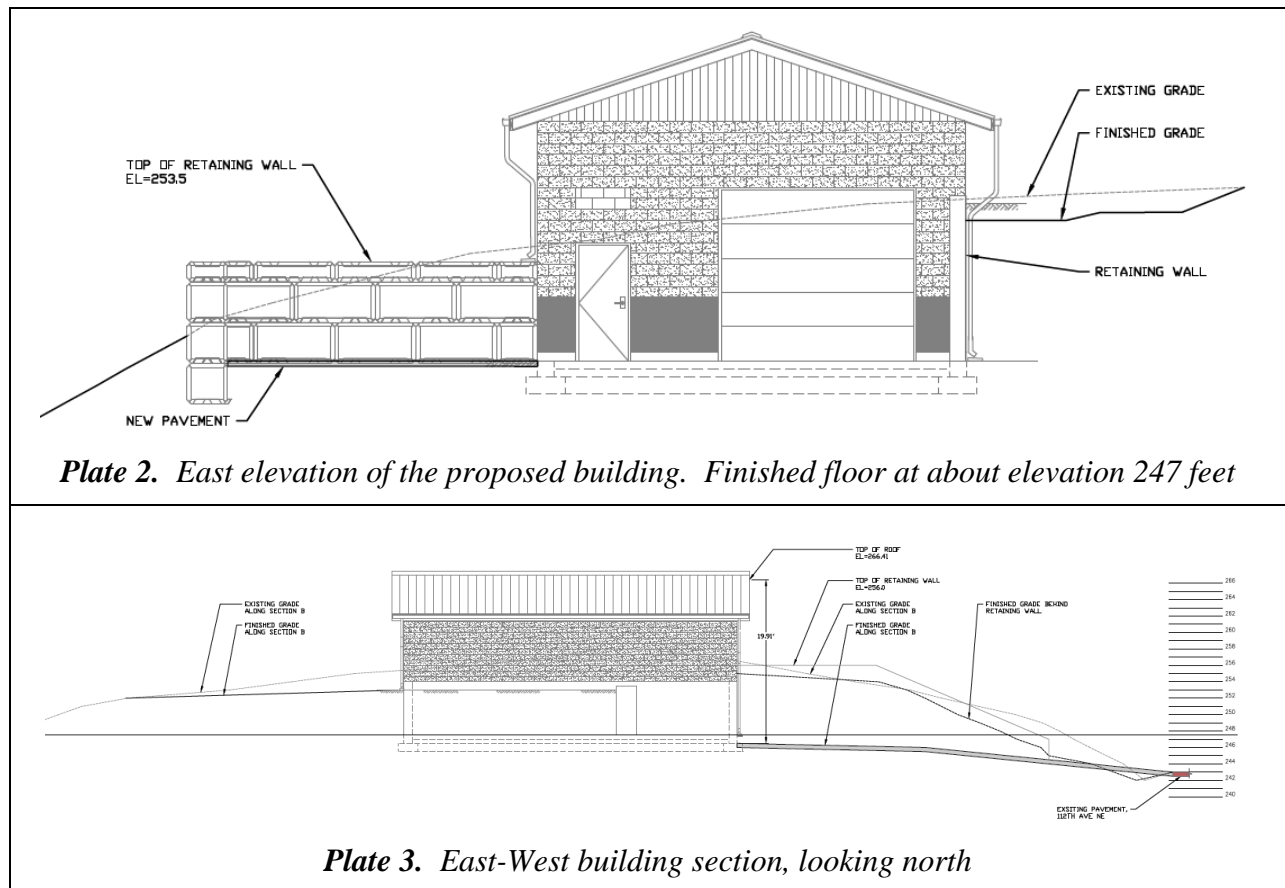 EXISTING GRADE
FINISHED GRADE
TOP OF RETAINING WALL
EL=253.5
RETAINING WALL
NEW PAVEMENT
Plate 2. East elevation of the proposed building. Finished floor at about elevation 247 feet
TOP OF ROOF
EL=266.41
TOP OF RETAINING WALL
EL=256.0
EXISTING GRADE
ALONG SECTION B
FINISHED GRADE
ALONG SECTION B
EXISTING GRADE
ALONG SECTION B
FINISHED GRADE
ALONG SECTION B
FINISHED GRADE BEHIND
RETAINING WALL
19.91'
266
264
262
260
258
256
254
252
250
248
246
244
242
240
EXSITING PAVEMENT,
112TH AVE NE
Plate 3. East-West building section, looking north